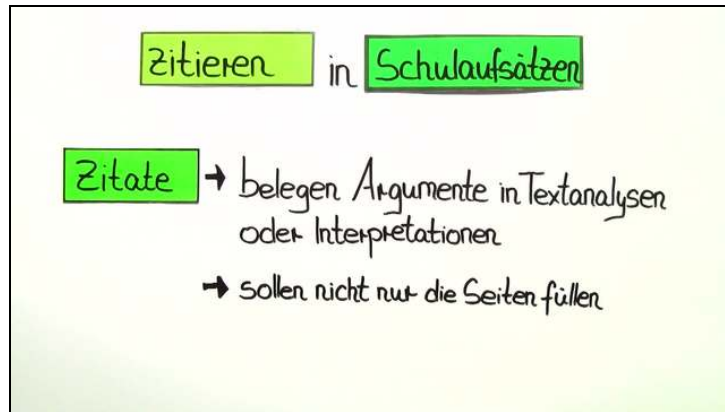 Zitieren in Schulaufsätzen
Zitate → belegen Argumente in Textanalysen
oder Interpretationen
→ sollen nicht nur die Seiten füllen